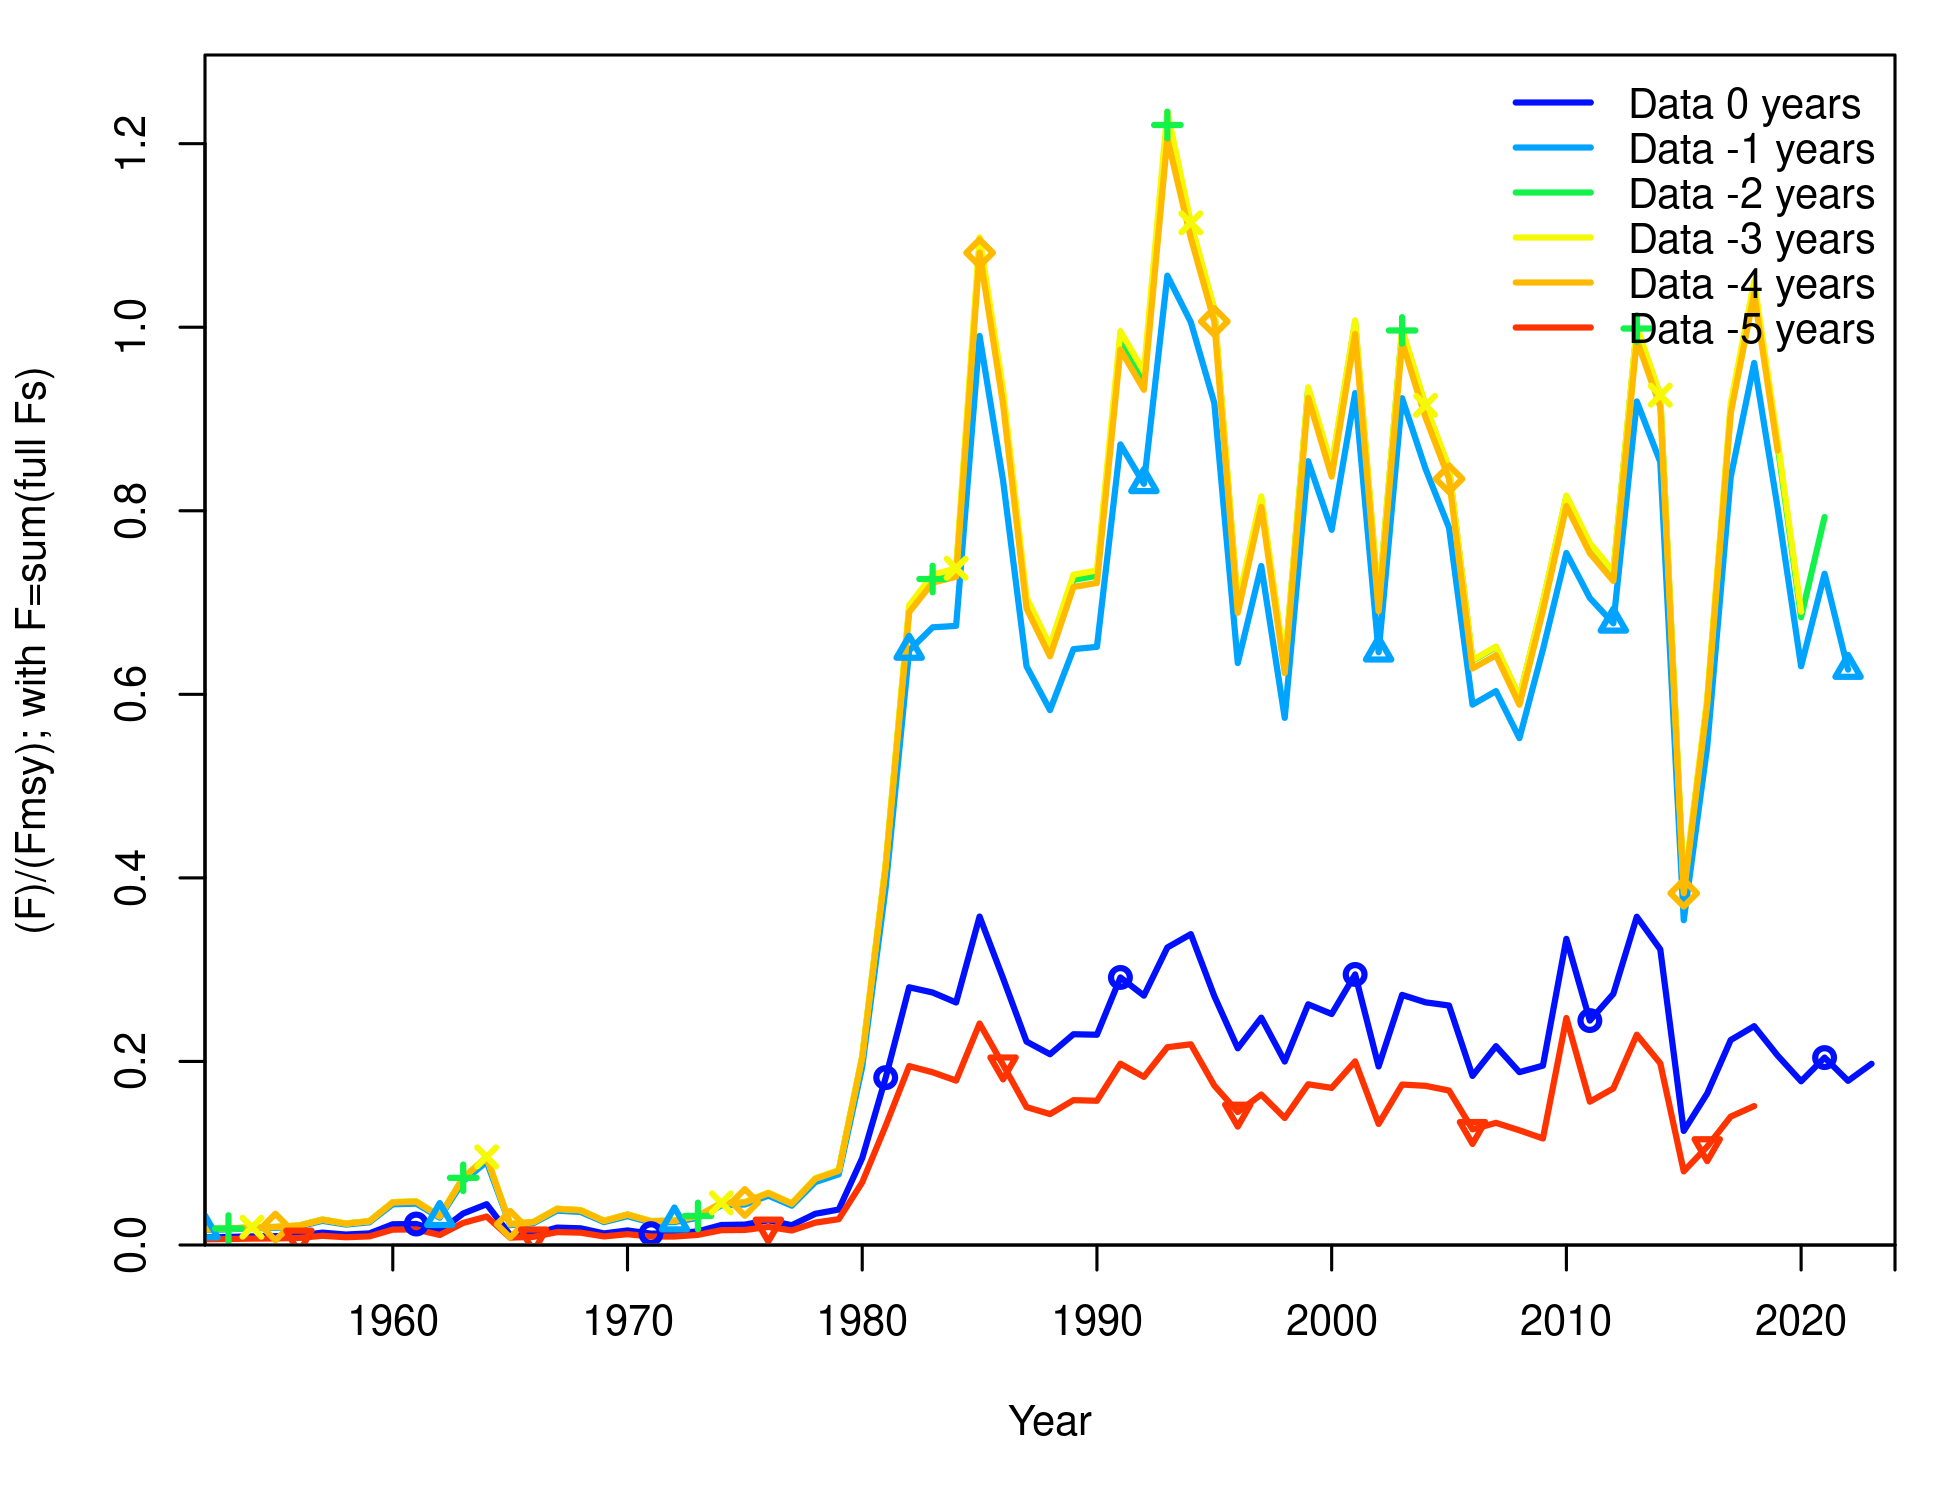 Data 0 years
Data -1 years
Data -2 years
Data -3 years
Data -4 years
Data -5 years
(F)/(Fmsy); with F=sum(full Fs)
1.2
1.0
0.8
0.6
0.4
0.2
0.0
1960 1970 1980 1990 2000 2010 2020
Year